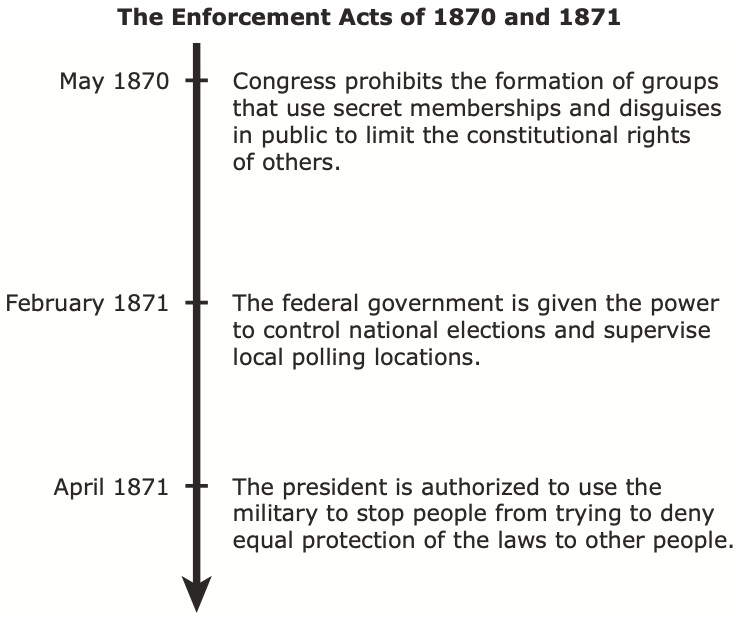 The Enforcement Acts of 1870 and 1871
May 1870
Congress prohibits the formation of groups
that use secret memberships and disguises
in public to limit the constitutional rights
of others.
February 1871
The federal government is given the power
to control national elections and supervise
local polling locations.
April 1871
The president is authorized to use the
military to stop people from trying to deny
equal protection of the laws to other people.